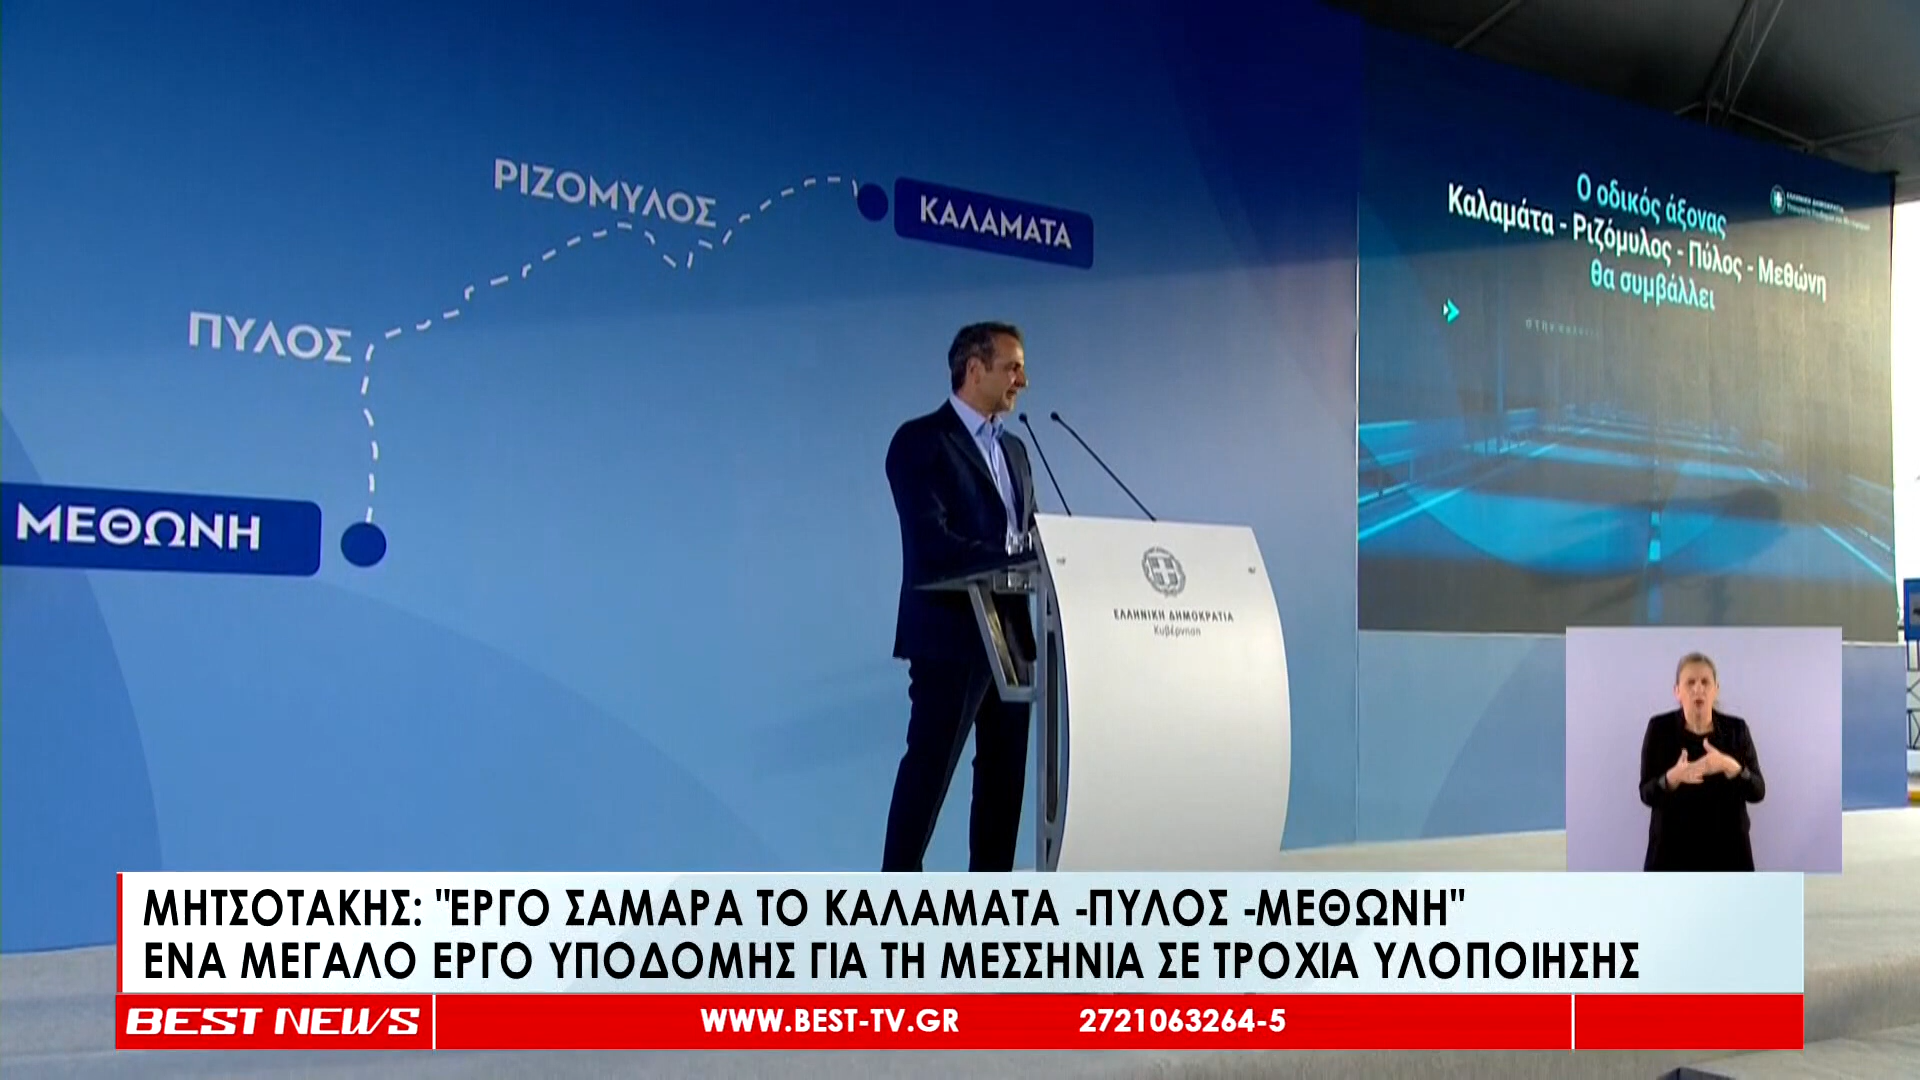 ΡΙΖΟΜΥΛΟΣ
ΚΑΛΑΜΑΤΑ
ΠΥΛΟΣ
ΜΕΘΩΝΗ
Ο οδικός άξονας
Καλαμάτα - Ριζόμυλος - Πύλος - Μεθώνη
θα συμβάλλει
ΕΛΛΗΝΙΚΗ ΔΗΜΟΚΡΑΤΙΑ
ΕΛΛΗΝΙΚΗ ΔΗΜΟΚΡΑΤΙΑ
Κυβέρνηση
ΜΗΤΣΟΤΑΚΗΣ: "ΕΡΓΟ ΣΑΜΑΡΑ ΤΟ ΚΑΛΑΜΑΤΑ -ΠΥΛΟΣ -ΜΕΘΩΝΗ"
ΕΝΑ ΜΕΓΑΛΟ ΕΡΓΟ ΥΠΟΔΟΜΗΣ ΓΙΑ ΤΗ ΜΕΣΣΗΝΙΑ ΣΕ ΤΡΟΧΙΑ ΥΛΟΠΟΙΗΣΗΣ
BEST NEWS
WWW.BEST-TV.GR
2721063264-5